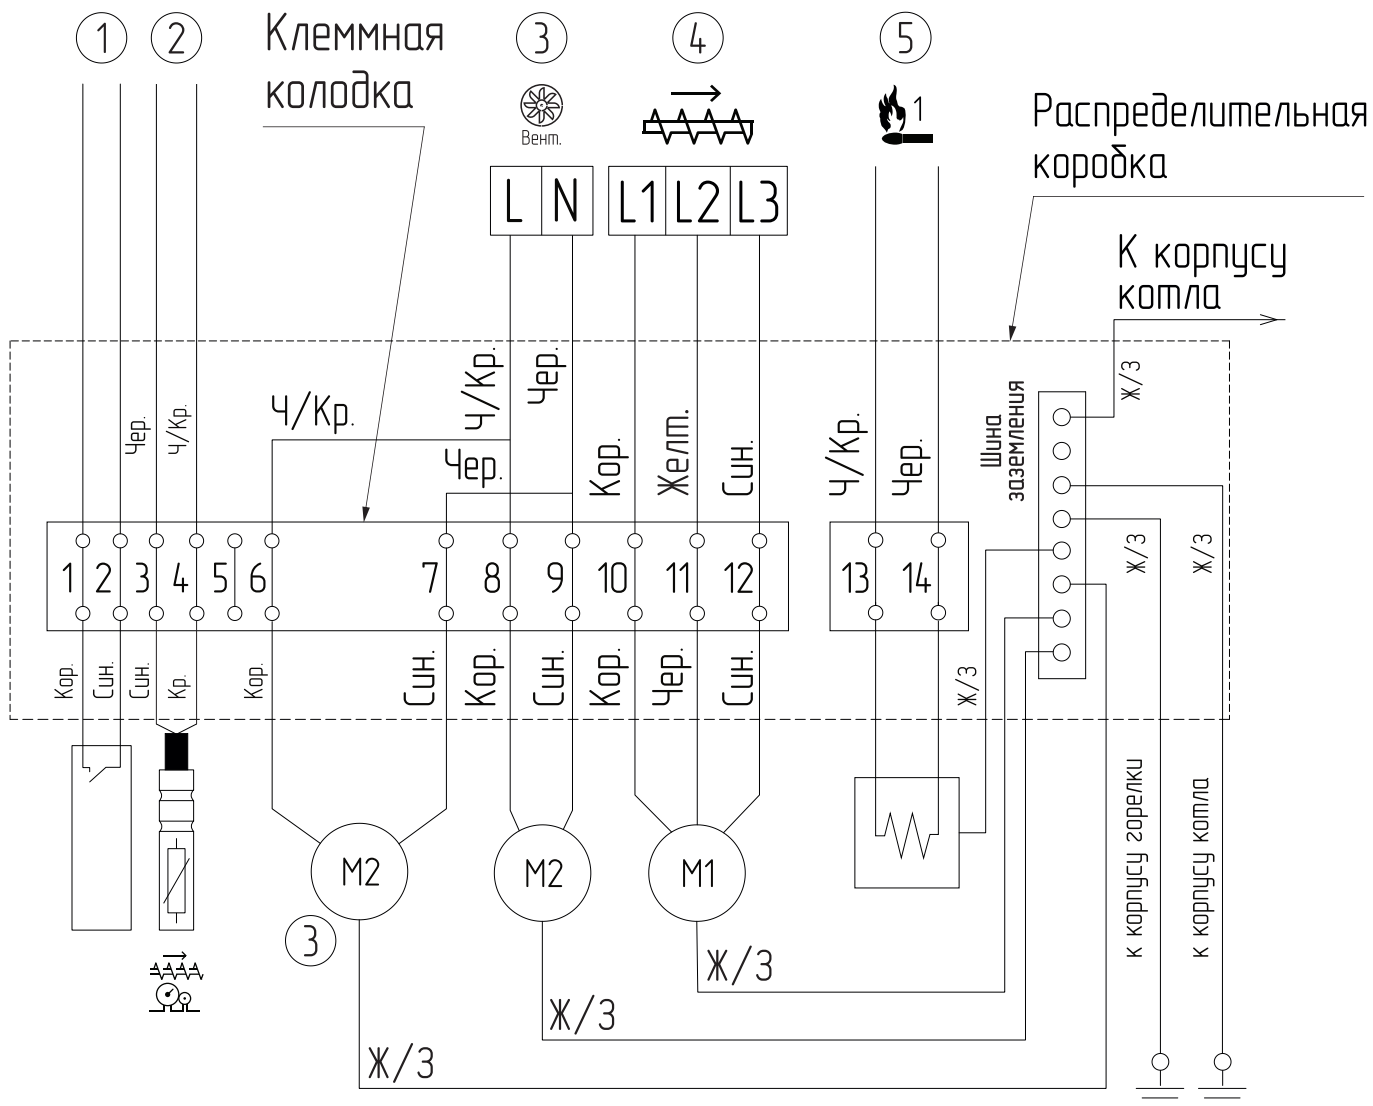 1 2 Клеммная 3 4 5
колодка
Вент.
1
Распределительная
коробка
L N L1 L2 L3
К корпусу
котла
Чер.
Ч/Кр.
Ч/Кр.
Ч/Кр.
Чер.
Чер.
Кор.
Желт.
Син.
Ч/Кр.
Чер.
Шина
заземления
Ж/З
Ж/З
Ж/З
1 2 3 4 5 6 7 8 9 10 11 12 13 14
Кор.
Син.
Син.
Кр.
Кор.
Син.
Кор.
Син.
Кор.
Чер.
Син.
Ж/З
М2 М2 М1
3
к корпусу горелки
к корпусу котла
Ж/З
Ж/З
Ж/З